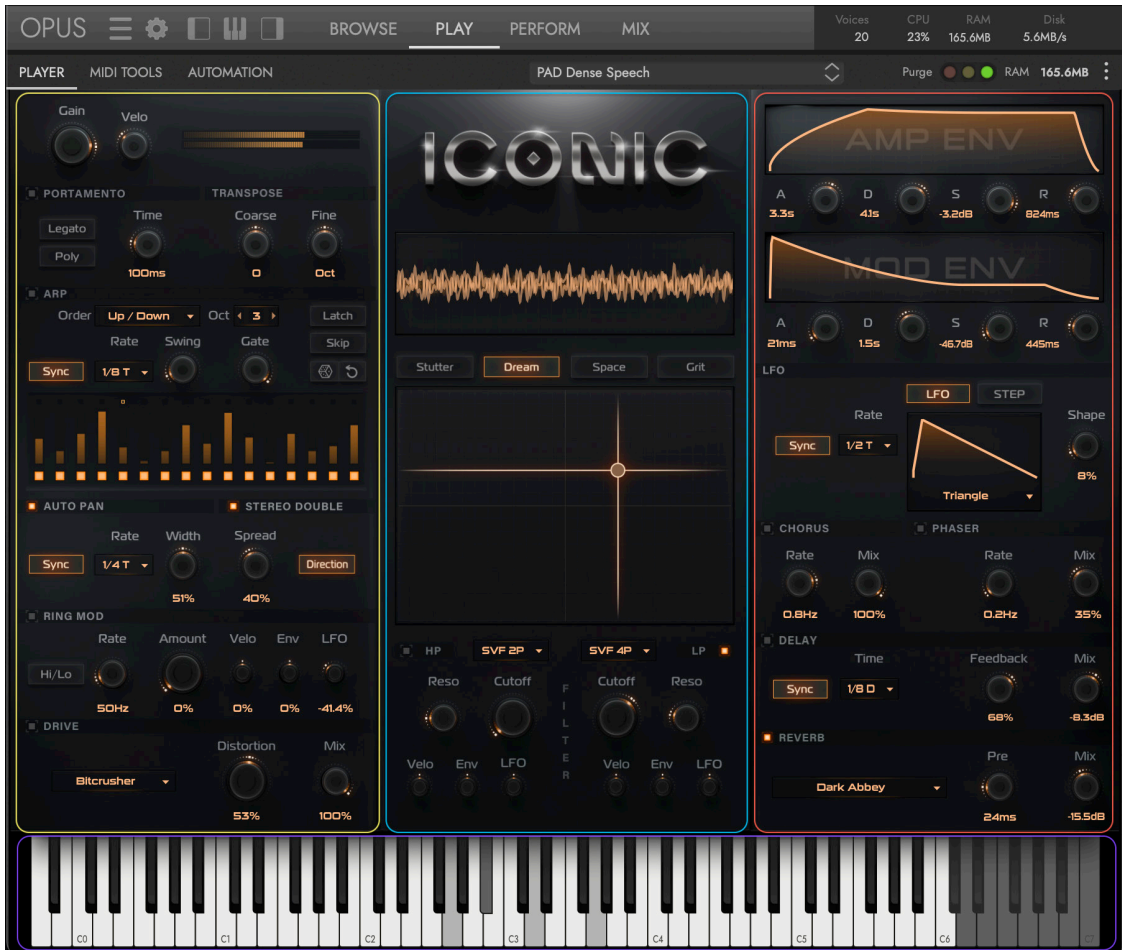 OPUS BROWSE PLAY PERFORM MIX
Voices CPU RAM Disk
20 23% 165.6MB 5.6MB/s
PLAYER MIDI TOOLS AUTOMATION PAD Dense Speech Purge RAM 165.6MB
Gain Velo
PORTAMENTO TRANSPOSE
Legato Time Coarse Fine
Poly
100ms 0 0ct
ARP
Order Up / Down Oct 3 Latch
Rate Swing Gate Skip
Sync 1/8 T
AUTO PAN STEREO DOUBLE
Rate Width Spread
Sync 1/4 T Direction
51% 40%
RING MOD
Rate Amount Velo Env LFO
Hi/Lo
50Hz 0% 0% 0% -41.4%
DRIVE
Distortion Mix
Bitcrusher
53% 100%
ICONIC
Stutter Dream Space Grit
HP SVF 2P SVF 4P LP
Reso Cutoff Cutoff Reso
FILTER
Velo Env LFO Velo Env LFO
AMP ENV
A D S R
3.3s 4.1s -3.2dB 824ms
MOD ENV
A D S R
21ms 1.5s -46.7dB 445ms
LFO
LFO STEP
Rate Shape
Sync 1/2 T
8%
Triangle
CHORUS PHASER
Rate Mix Rate Mix
0.8Hz 100% 0.2Hz 35%
DELAY
Time Feedback Mix
Sync 1/8 D
68% -8.3dB
REVERB
Pre Mix
Dark Abbey
24ms -15.5dB
C0 C1 C2 C3 C4 C5 C6 C7